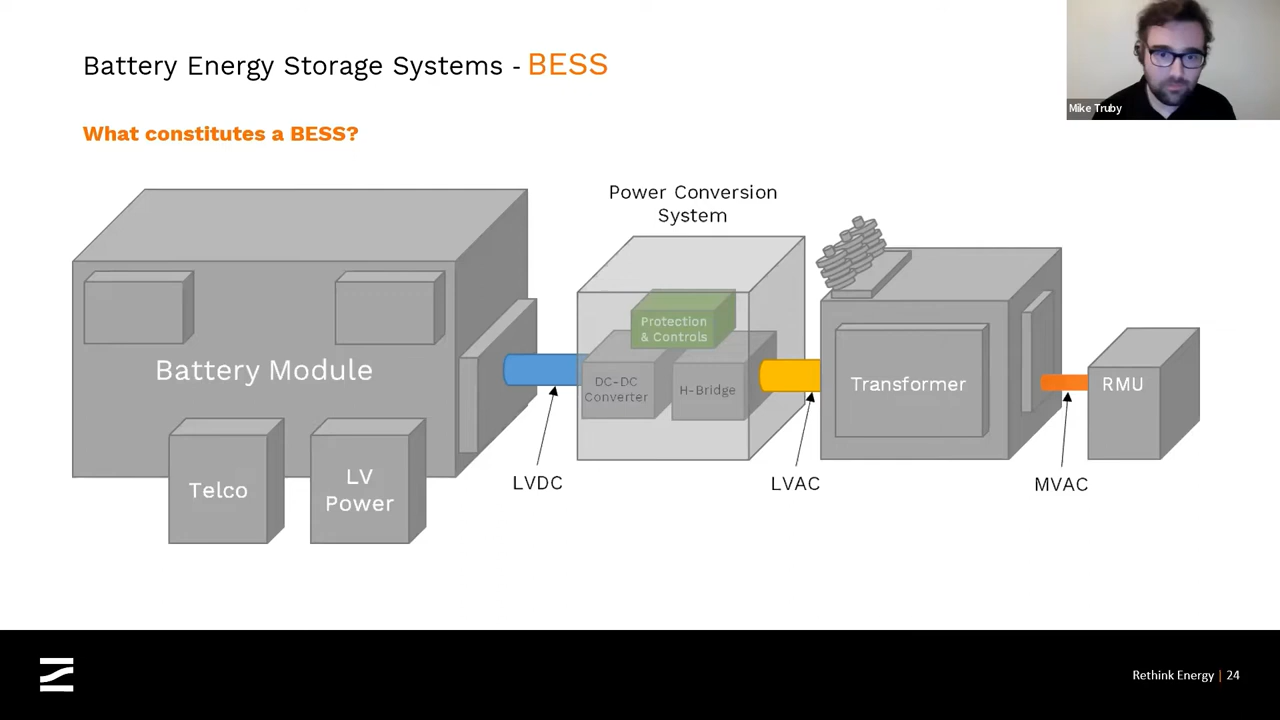 Battery Energy Storage Systems - BESS
Mike Truby
What constitutes a BESS?
Power Conversion
System
Protection
& Controls
Battery Module
DC-DC
Converter
H-Bridge
Transformer
RMU
Telco
LV
Power
LVDC
LVAC
MVAC
Rethink Energy | 24